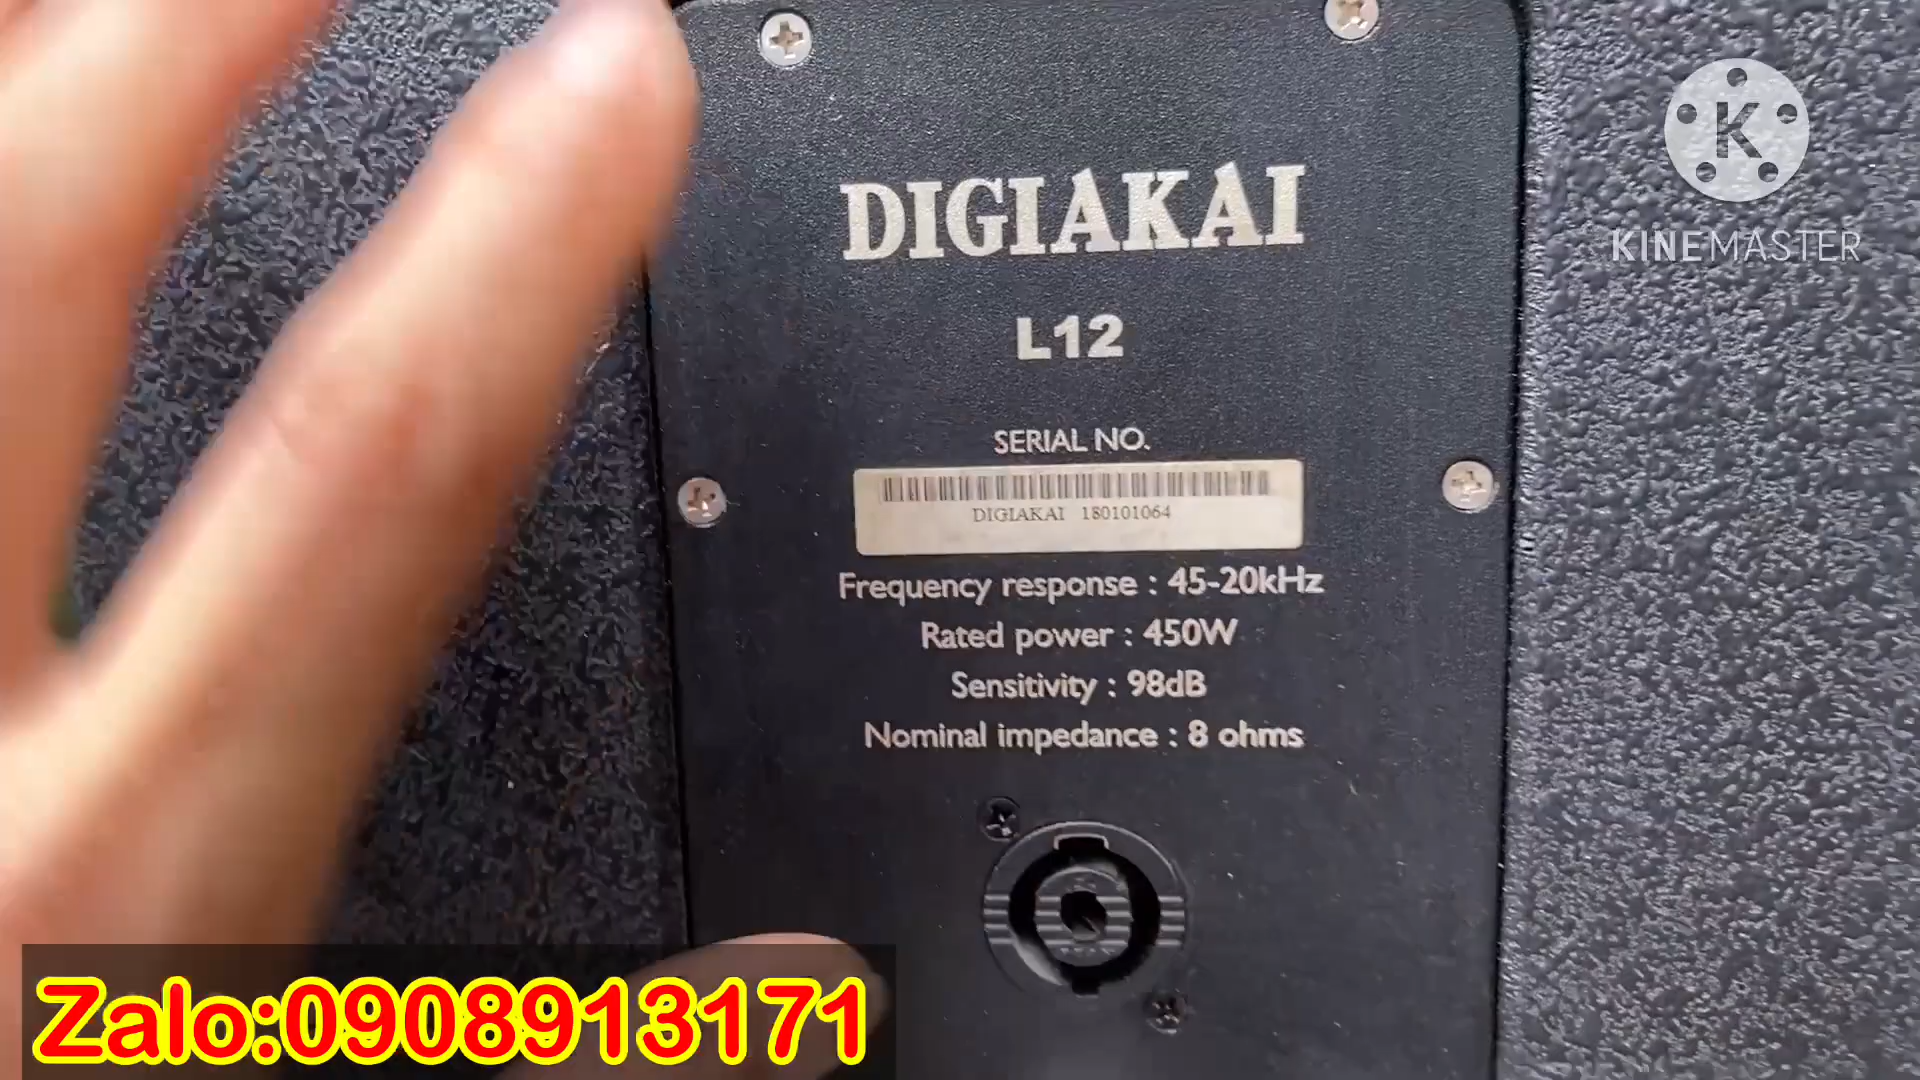 DIGIAKAI
L12
SERIAL NO.
DIGIAKAI 180101064
Frequency response : 45-20kHz
Rated power : 450W
Sensitivity : 98dB
Nominal impedance : 8 ohms
K
KINEMASTER
Zalo:0908913171